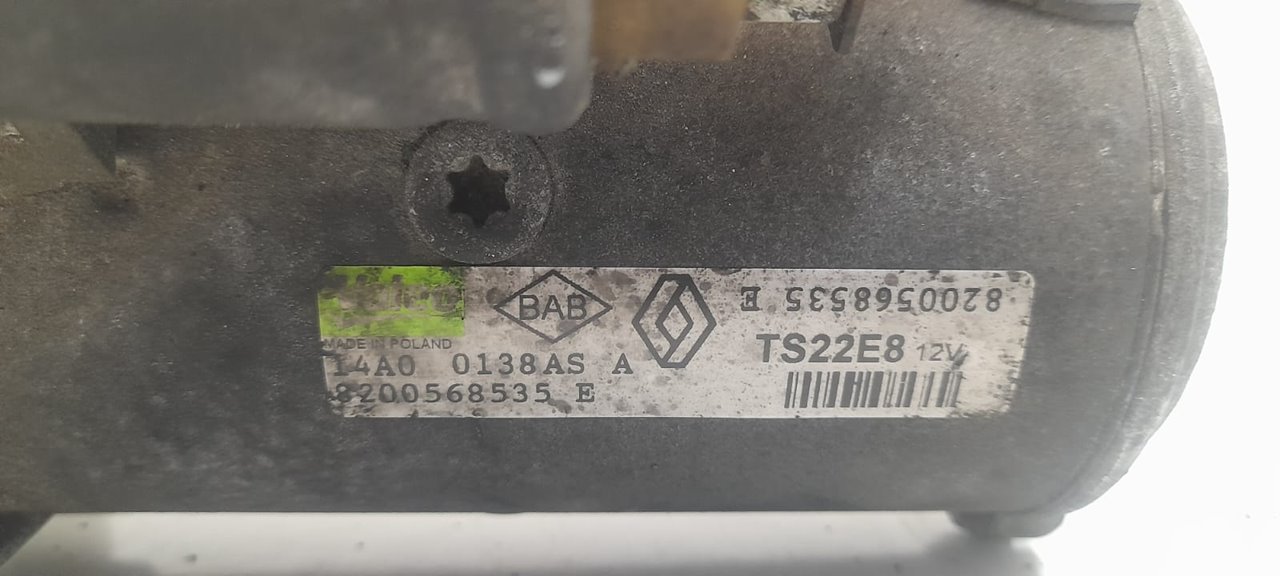 BAB
8200568535 E
MADE IN POLAND
TS22E8 12V
14A0 0138AS A
8200568535 E